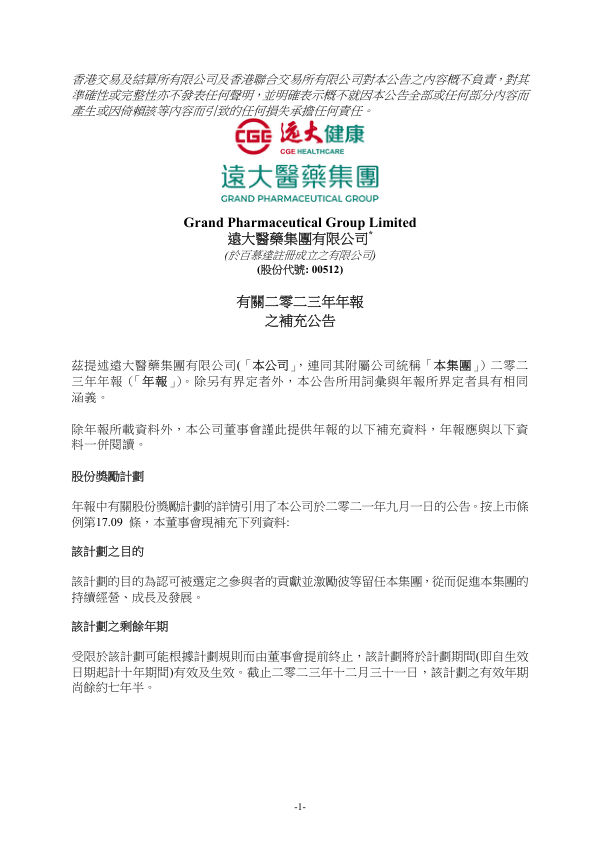 香港交易及結算所有限公司及香港聯合交易所有限公司對本公告之內容概不負責，對其
準確性或完整性亦不發表任何聲明，並明確表示概不就因本公告全部或任何部分內容而
產生或因倚賴該等內容而引致的任何損失承擔任何責任。
CGE 远大健康
CGE HEALTHCARE
遠大醫藥集團
GRAND PHARMACEUTICAL GROUP
Grand Pharmaceutical Group Limited
遠大醫藥集團有限公司*
(於百慕達註冊成立之有限公司)
(股份代號: 00512)
有關二零二三年年報
之補充公告
茲提述遠大醫藥集團有限公司(「本公司」，連同其附屬公司統稱「本集團」）二零二
三年年報（「年報」）。除另有界定者外，本公告所用詞彙與年報所界定者具有相同
涵義。
除年報所載資料外，本公司董事會謹此提供年報的以下補充資料，年報應與以下資
料一併閱讀。
股份獎勵計劃
年報中有關股份獎勵計劃的詳情引用了本公司於二零二一年九月一日的公告。按上市條
例第17.09 條，本董事會現補充下列資料:
該計劃之目的
該計劃的目的為認可被選定之參與者的貢獻並激勵彼等留任本集團，從而促進本集團的
持續經營、成長及發展。
該計劃之剩餘年期
受限於該計劃可能根據計劃規則而由董事會提前終止，該計劃將於計劃期間(即自生效
日期起計十年期間)有效及生效。截止二零二三年十二月三十一日，該計劃之有效年期
尚餘約七年半。
-1-